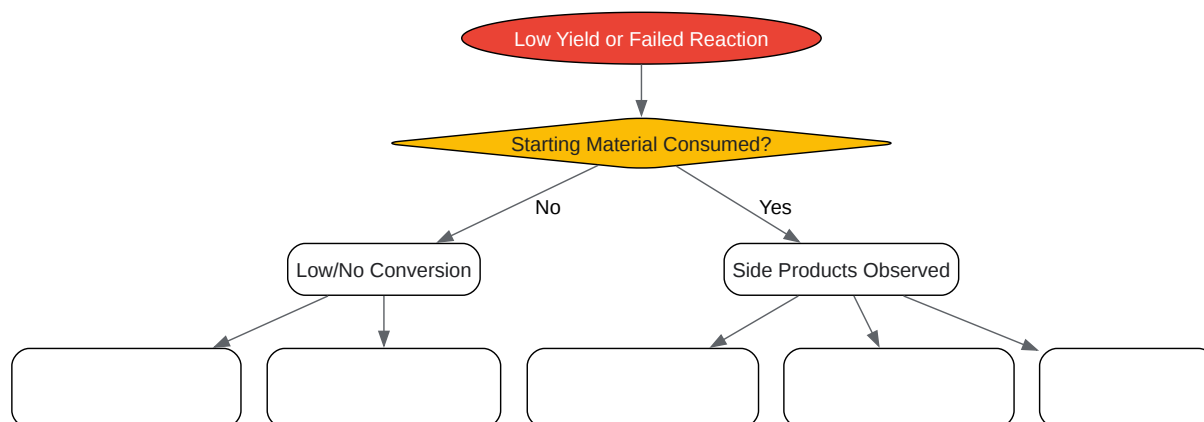 Low Yield or Failed Reaction
Starting Material Consumed?
No
Yes
Low/No Conversion
Side Products Observed